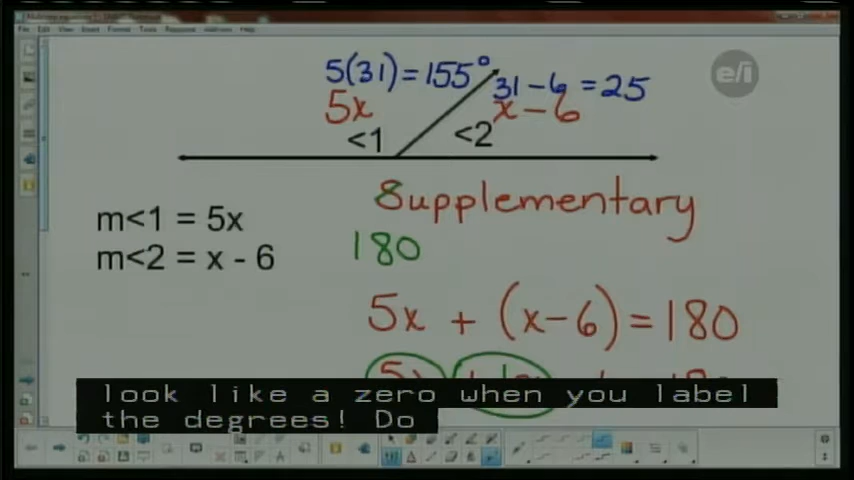 5(31)=155°
31-6=25
5x
x-6
<1
<2
e/i
Supplementary
m<1 = 5x
180
m<2 = x - 6
5x + (x-6)=180
look like a zero when you label
the degrees! Do